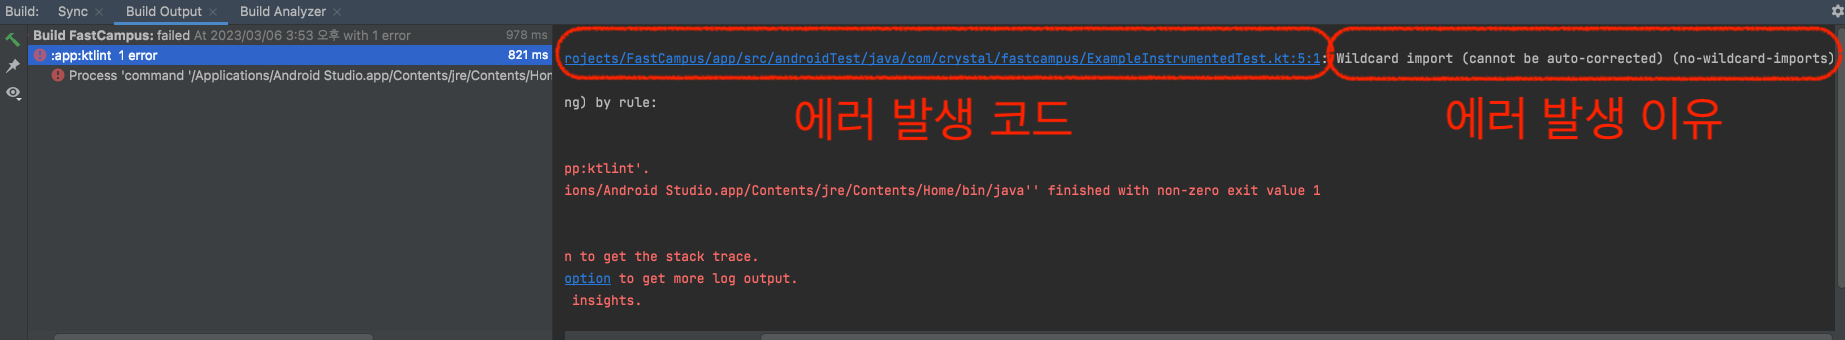 Build: Sync Build Output Build Analyzer
Build FastCampus: failed At 2023/03/06 3:53 오후 with 1 error 978 ms
:app:ktlint 1 error 821 ms
Process 'command '/Applications/Android Studio.app/Contents/jre/Contents/Hom
rojects/FastCampus/app/src/androidTest/java/com/crystal/fastcampus/ExampleInstrumentedTest.kt:5:1: Wildcard import (cannot be auto-corrected) (no-wildcard-imports)
ng) by rule:
에러 발생 코드
에러 발생 이유
pp:ktlint'.
ions/Android Studio.app/Contents/jre/Contents/Home/bin/java'' finished with non-zero exit value 1
n to get the stack trace.
option to get more log output.
insights.